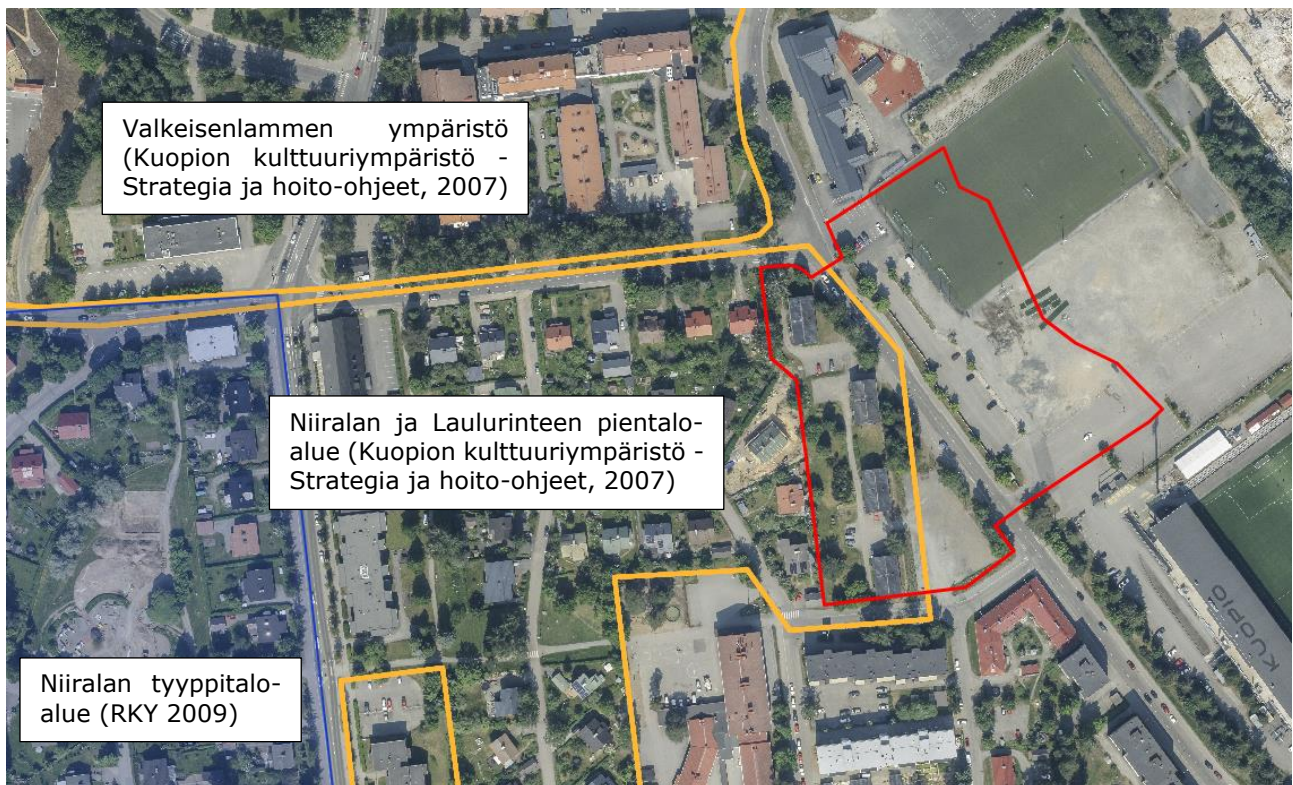 Valkeisenlammen ympäristö
(Kuopion kulttuuriympäristö -
Strategia ja hoito-ohjeet, 2007)
Niiralan ja Laulurinteen pientalo-
alue (Kuopion kulttuuriympäristö -
Strategia ja hoito-ohjeet, 2007)
KUOPIO
Niiralan tyyppitalo-
alue (RKY 2009)